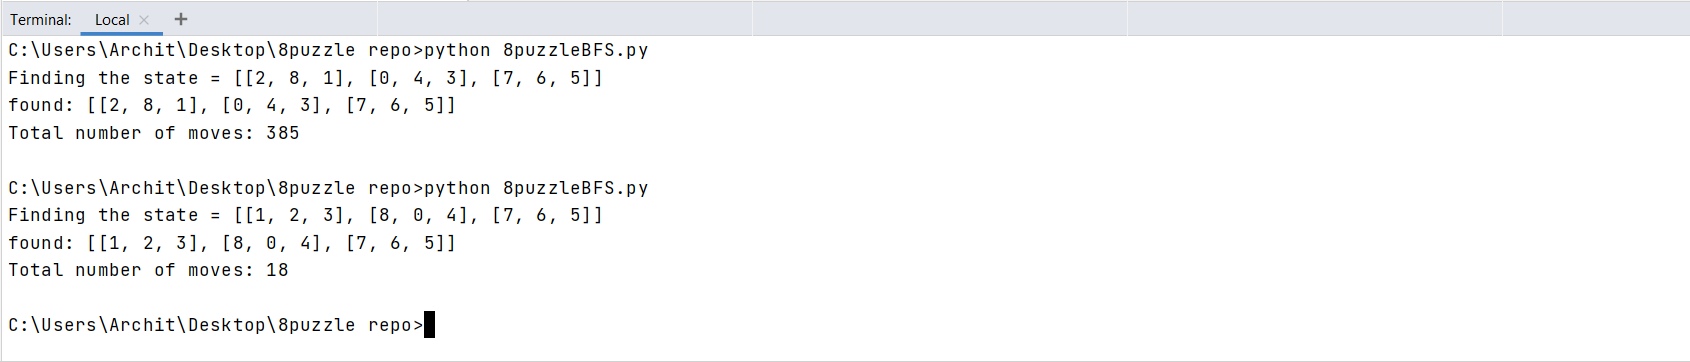 Terminal: Local × +
C:\Users\Archit\Desktop\8puzzle repo>python 8puzzleBFS.py
Finding the state = [[2, 8, 1], [0, 4, 3], [7, 6, 5]]
found: [[2, 8, 1], [0, 4, 3], [7, 6, 5]]
Total number of moves: 385
C:\Users\Archit\Desktop\8puzzle repo>python 8puzzleBFS.py
Finding the state = [[1, 2, 3], [8, 0, 4], [7, 6, 5]]
found: [[1, 2, 3], [8, 0, 4], [7, 6, 5]]
Total number of moves: 18
C:\Users\Archit\Desktop\8puzzle repo>